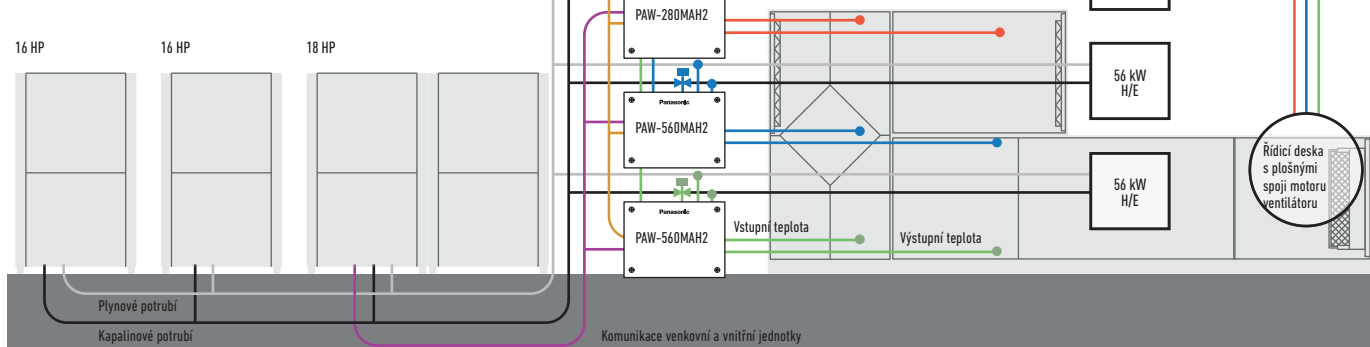 PAW-280MAH2
16 HP
16 HP
18 HP
56 kW
H/E
Panasonic
PAW-560MAH2
Řídicí deska
s plošnými
spoji motoru
ventilátoru
56 kW
H/E
Panasonic
PAW-560MAH2
Vstupní teplota
Výstupní teplota
Plynové potrubí
Kapalinové potrubí
Komunikace venkovní a vnitřní jednotky